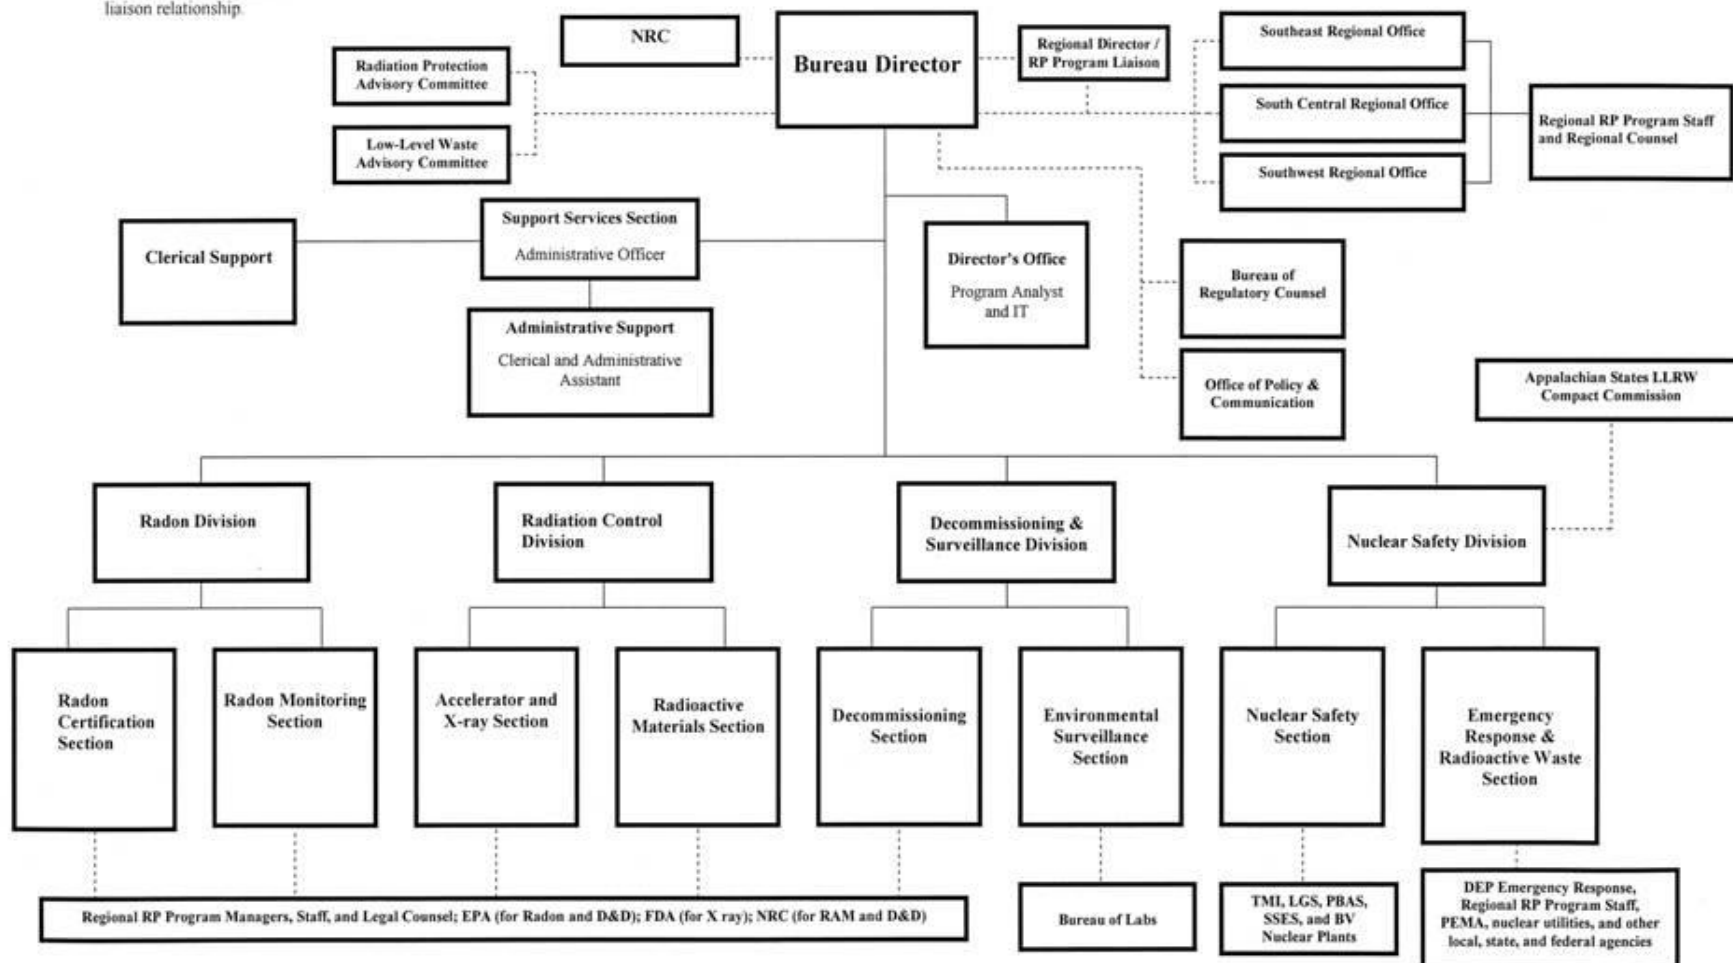 liaison relationship.
NRC
Bureau Director
Regional Director /
RP Program Liaison
Southeast Regional Office
Radiation Protection
Advisory Committee
South Central Regional Office
Regional RP Program Staff
and Regional Counsel
Low-Level Waste
Advisory Committee
Southwest Regional Office
Clerical Support
Support Services Section
Administrative Officer
Director's Office
Program Analyst
and IT
Bureau of
Regulatory Counsel
Administrative Support
Clerical and Administrative
Assistant
Office of Policy &
Communication
Appalachian States LLRW
Compact Commission
Radon Division
Radiation Control
Division
Decommissioning &
Surveillance Division
Nuclear Safety Division
Radon
Certification
Section
Radon Monitoring
Section
Accelerator and
X-ray Section
Radioactive
Materials Section
Decommissioning
Section
Environmental
Surveillance
Section
Nuclear Safety
Section
Emergency
Response &
Radioactive Waste
Section
Regional RP Program Managers, Staff, and Legal Counsel; EPA (for Radon and D&D); FDA (for X ray); NRC (for RAM and D&D)
Bureau of Labs
TMI, LGS, PBAS,
SSES, and BV
Nuclear Plants
DEP Emergency Response,
Regional RP Program Staff,
PEMA, nuclear utilities, and other
local, state, and federal agencies